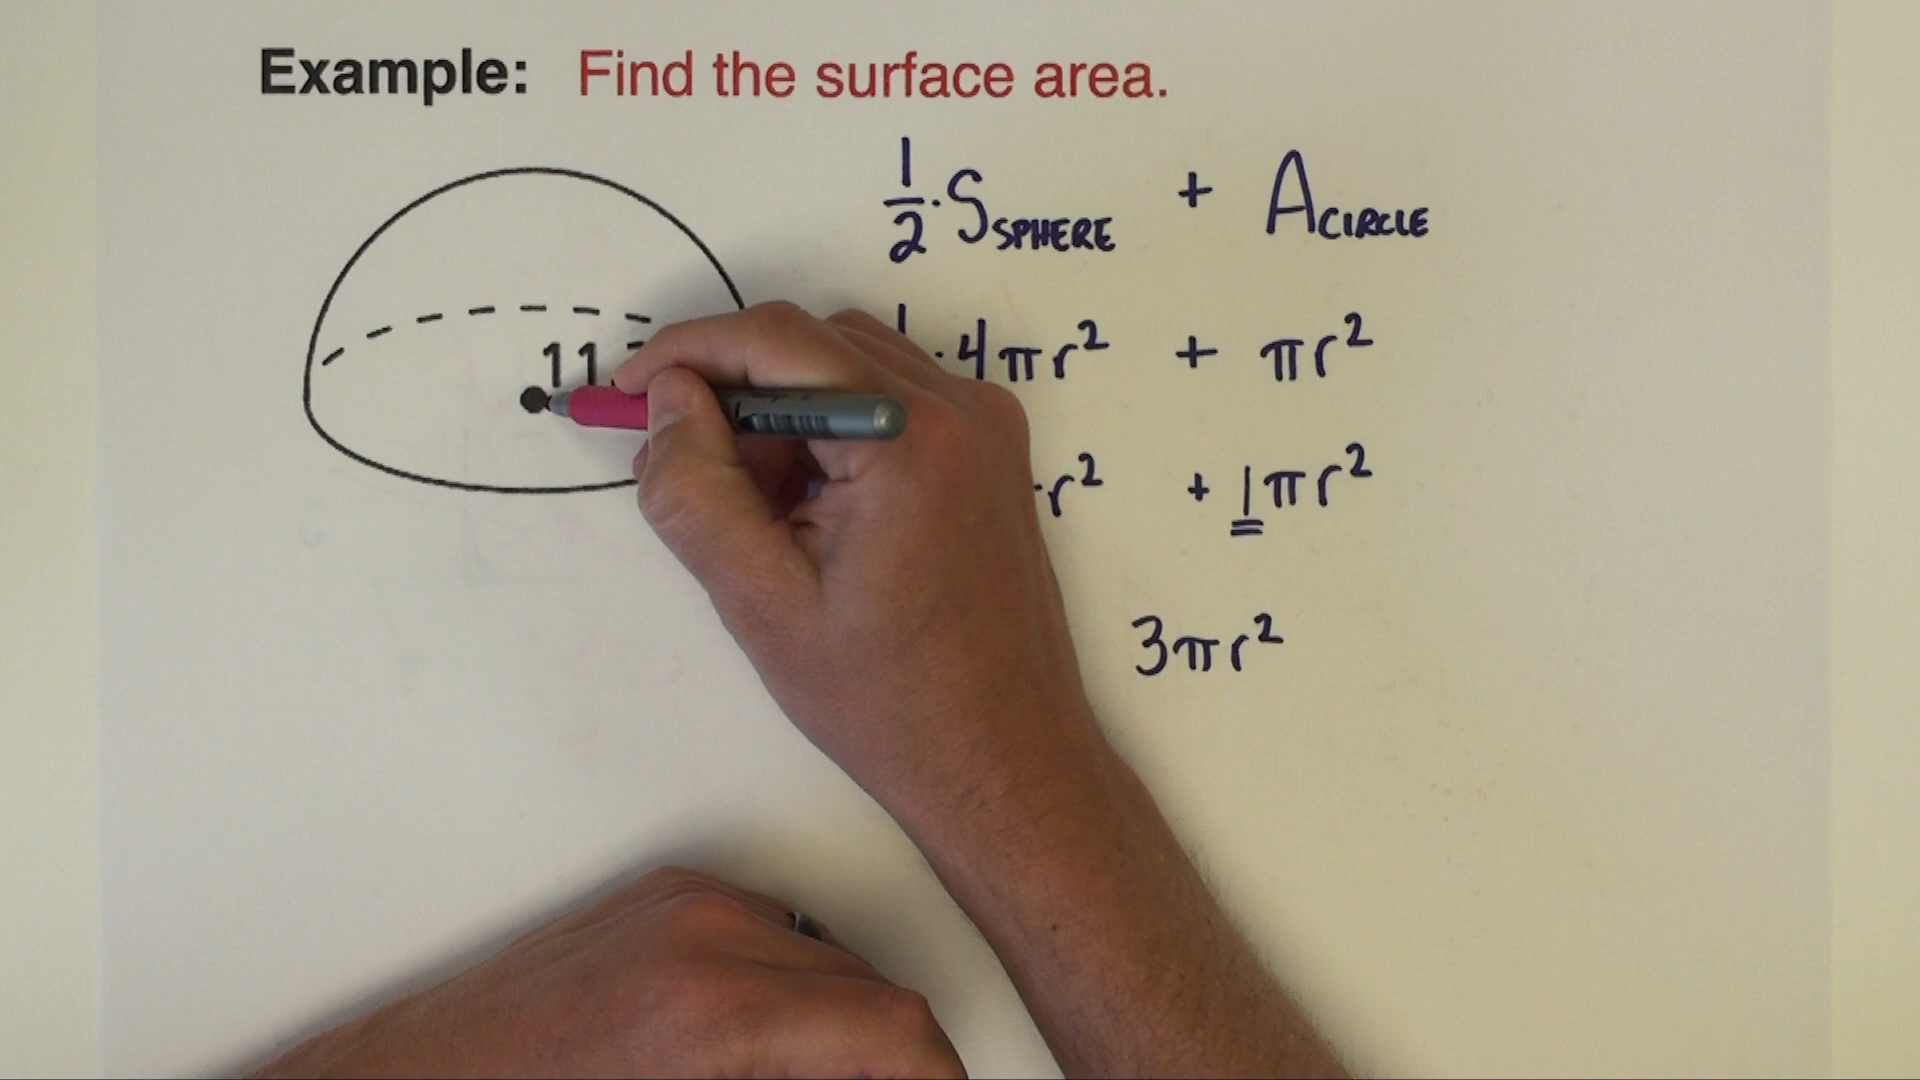 Example: Find the surface area.
1/2 · S SPHERE + A CIRCLE
11
· 4πr² + πr²
r² + 1πr²
3πr²